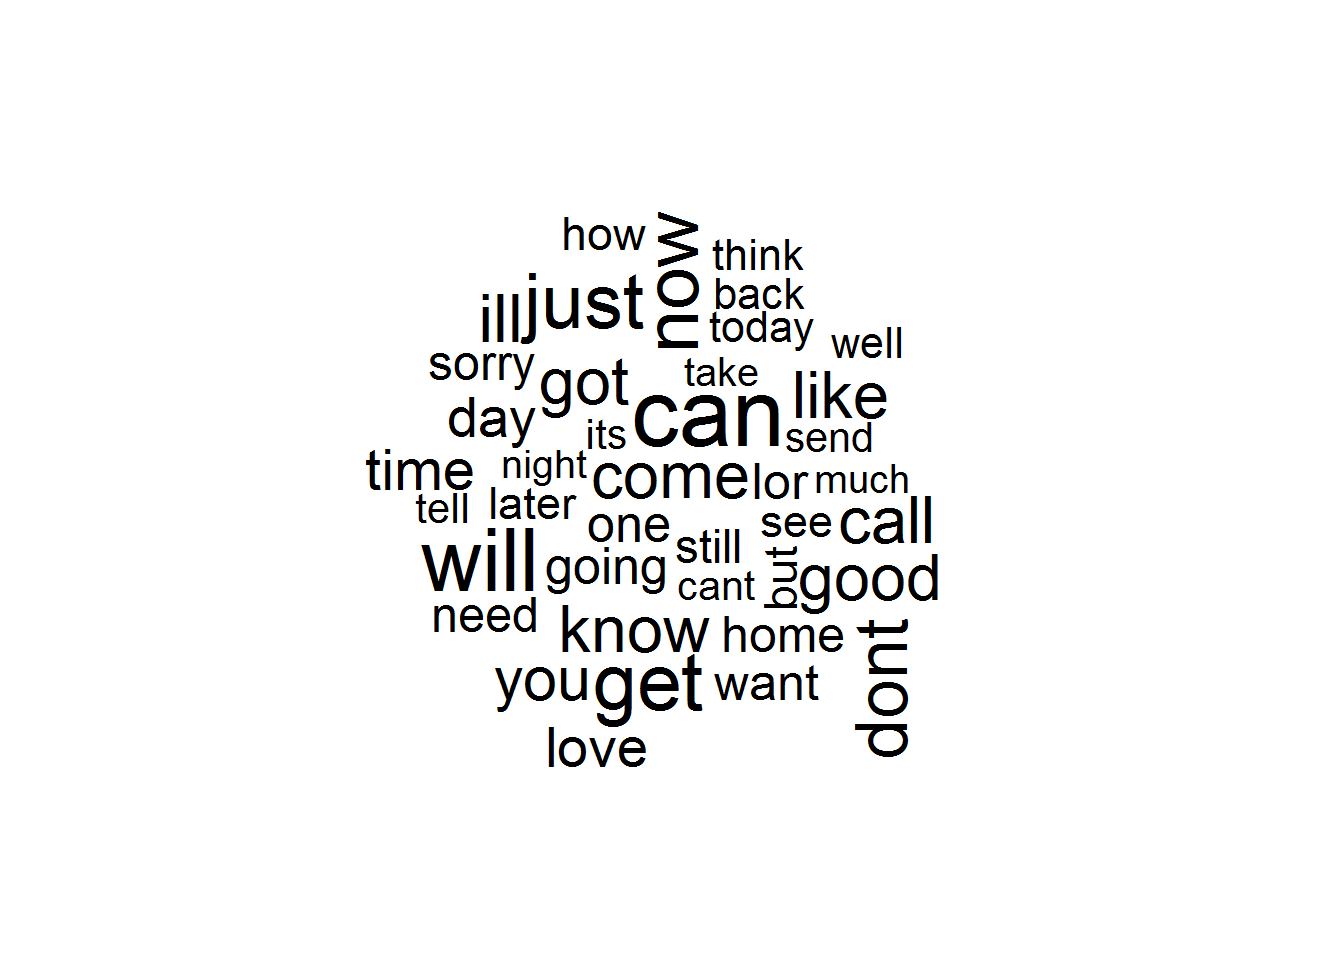 how
now
think
back
just
ill
today
well
sorry
take
got
like
can
day
its
send
time
night
come
lor
much
tell
later
one
see
call
still
will
going
cant
but
good
need
know
home
dont
you
get
want
love